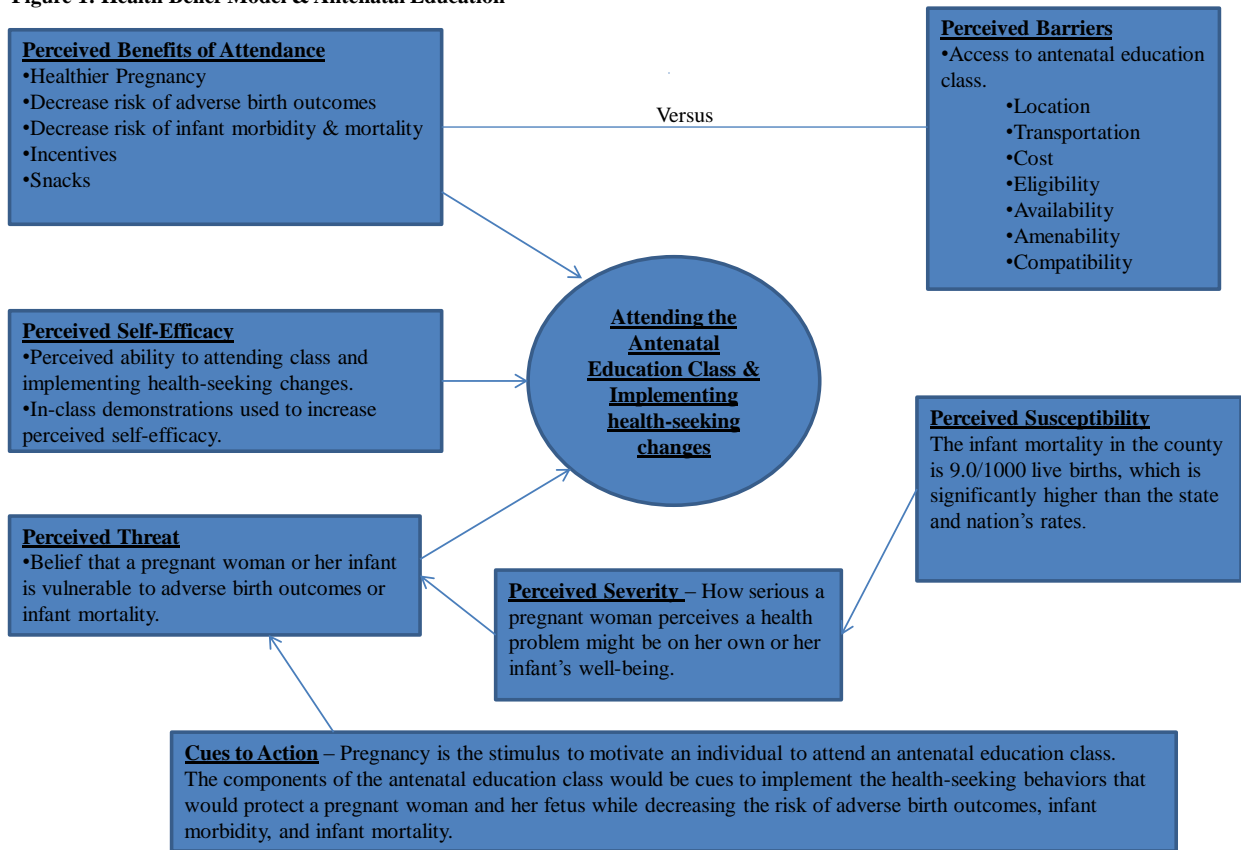 Figure 1. Health Belief Model & Antenatal Education
Perceived Benefits of Attendance
•Healthier Pregnancy
•Decrease risk of adverse birth outcomes
•Decrease risk of infant morbidity & mortality
•Incentives
•Snacks
Versus
Perceived Barriers
•Access to antenatal education
class.
•Location
•Transportation
•Cost
•Eligibility
•Availability
•Amenability
•Compatibility
Perceived Self-Efficacy
•Perceived ability to attending class and
implementing health-seeking changes.
•In-class demonstrations used to increase
perceived self-efficacy.
Attending the
Antenatal
Education Class &
Implementing
health-seeking
changes
Perceived Susceptibility
The infant mortality in the county
is 9.0/1000 live births, which is
significantly higher than the state
and nation’s rates.
Perceived Threat
•Belief that a pregnant woman or her infant
is vulnerable to adverse birth outcomes or
infant mortality.
Perceived Severity – How serious a
pregnant woman perceives a health
problem might be on her own or her
infant’s well-being.
Cues to Action – Pregnancy is the stimulus to motivate an individual to attend an antenatal education class.
The components of the antenatal education class would be cues to implement the health-seeking behaviors that
would protect a pregnant woman and her fetus while decreasing the risk of adverse birth outcomes, infant
morbidity, and infant mortality.